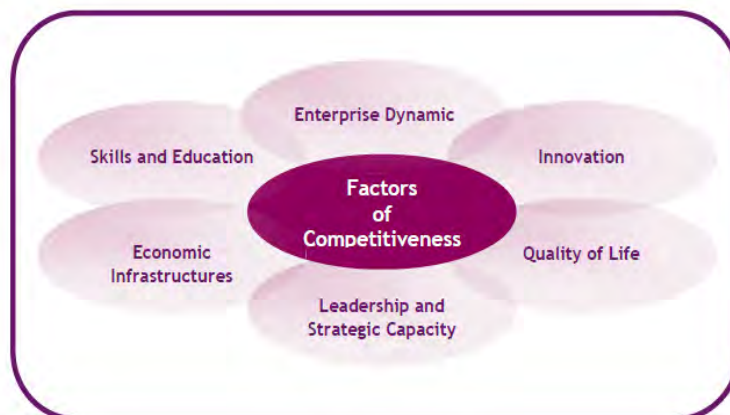 Enterprise Dynamic
Skills and Education
Innovation
Factors
of
Competitiveness
Economic
Infrastructures
Quality of Life
Leadership and
Strategic Capacity